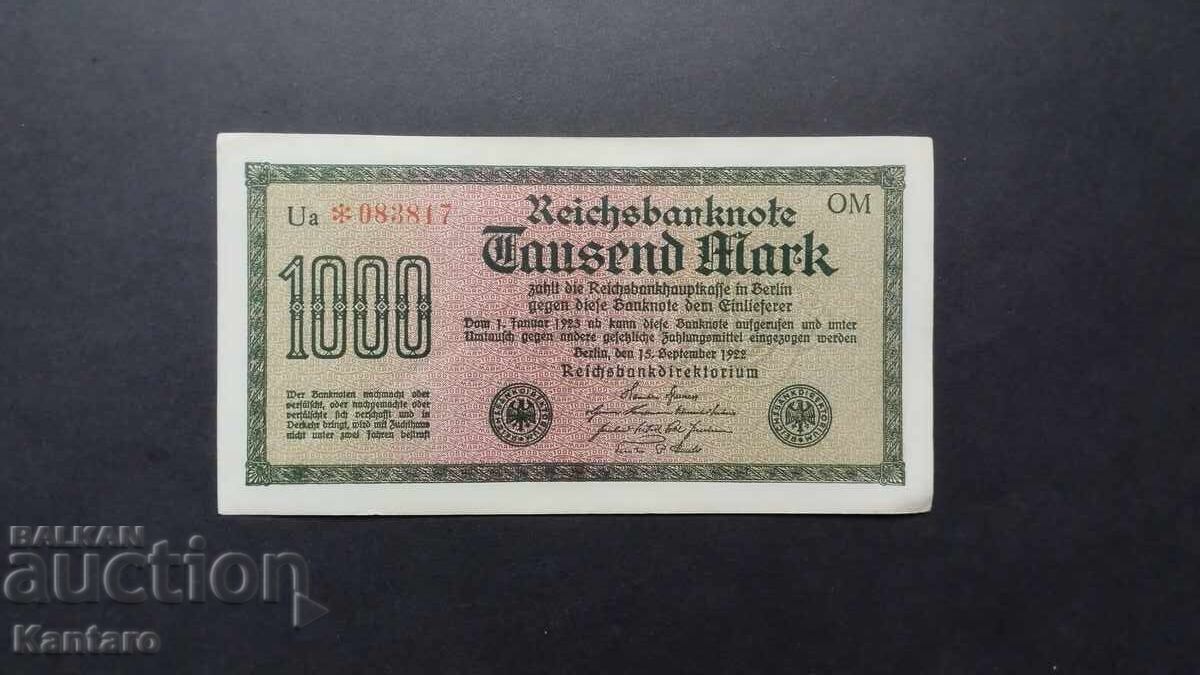 Ua *083817
OM
Reichsbanknote
Tausend Mark
1000
zahlt die Reichsbankhauptkasse in Berlin
gegen diese Banknote dem Einlieferer
Vom 1. Januar 1923 ab kann diese Banknote aufgerufen und unter
Umtausch gegen andere gesetzliche Zahlungsmittel eingezogen werden
Berlin, den 15. September 1922
Reichsbankdirektorium
Wer Banknoten nachmacht oder
verfälscht, oder nachgemachte oder
verfälschte sich verschafft und in
Verkehr bringt, wird mit Zuchthaus
nicht unter zwei Jahren bestraft
REICHSBANKDIREKTORIUM
REICHSBANKDIREKTORIUM
BALKAN
auction
Kantaro